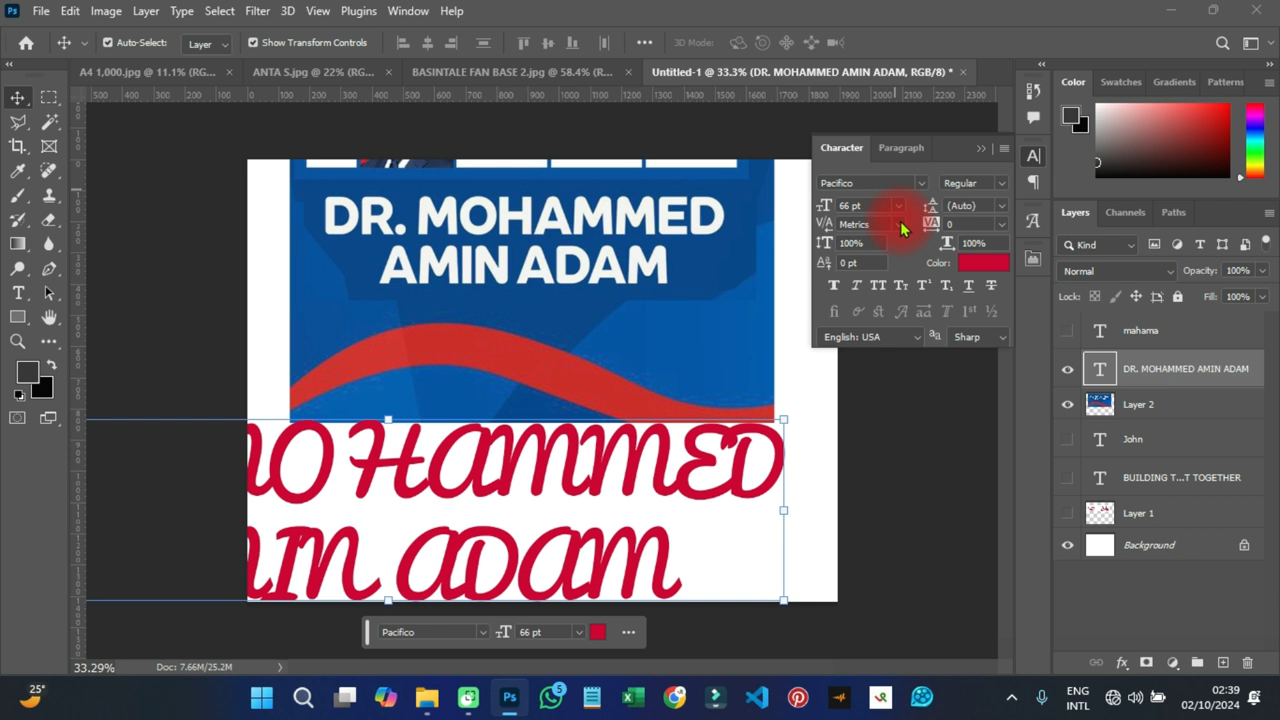 Ps File Edit Image Layer Type Select Filter 3D View Plugins Window Help
Auto-Select: Layer Show Transform Controls 3D Mode:
A4 1,000.jpg @ 11.1% (RG... ANTA S.jpg @ 22% (RG... BASINTALE FAN BASE 2.jpg @ 58.4% (R... Untitled-1 @ 33.3% (DR. MOHAMMED AMIN ADAM, RGB/8) *
Color Swatches Gradients Patterns
Character Paragraph
Pacifico Regular
66 pt (Auto)
Metrics 0
100% 100%
0 pt Color:
English: USA Sharp
DR. MOHAMMED
AMIN ADAM
MOHAMMED
MIN ADAM
Pacifico 66 pt
Layers Channels Paths
Kind
Normal Opacity: 100%
Lock: Fill: 100%
mahama
DR. MOHAMMED AMIN ADAM
Layer 2
John
BUILDING T...T TOGETHER
Layer 1
Background
33.29% Doc: 7.66M/25.2M
25°
ENG
INTL
02:39
02/10/2024